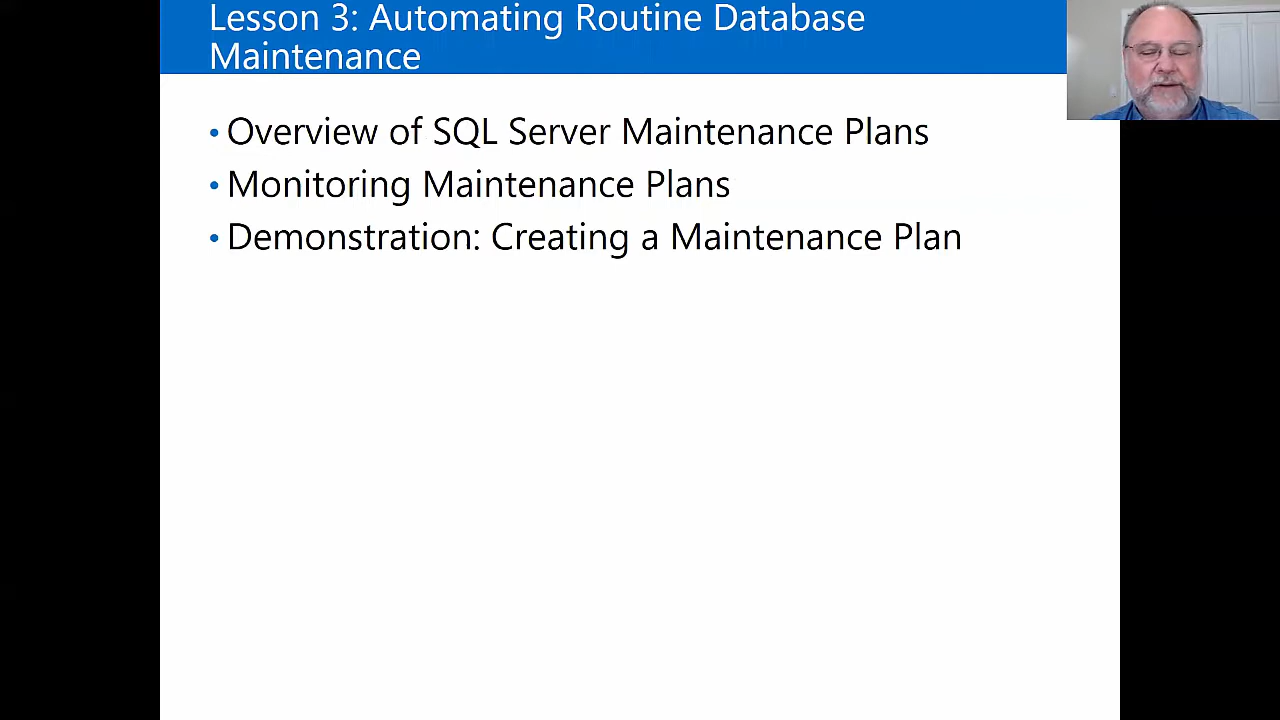 Lesson 3: Automating Routine Database
Maintenance
• Overview of SQL Server Maintenance Plans
• Monitoring Maintenance Plans
• Demonstration: Creating a Maintenance Plan